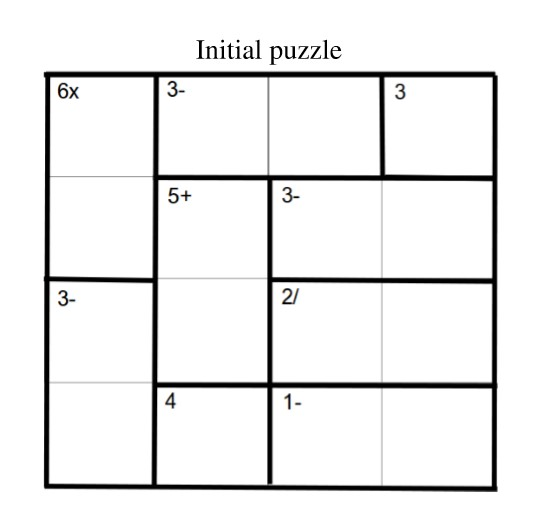 Initial puzzle
6x 3- 3
5+ 3-
3- 2/
4 1-